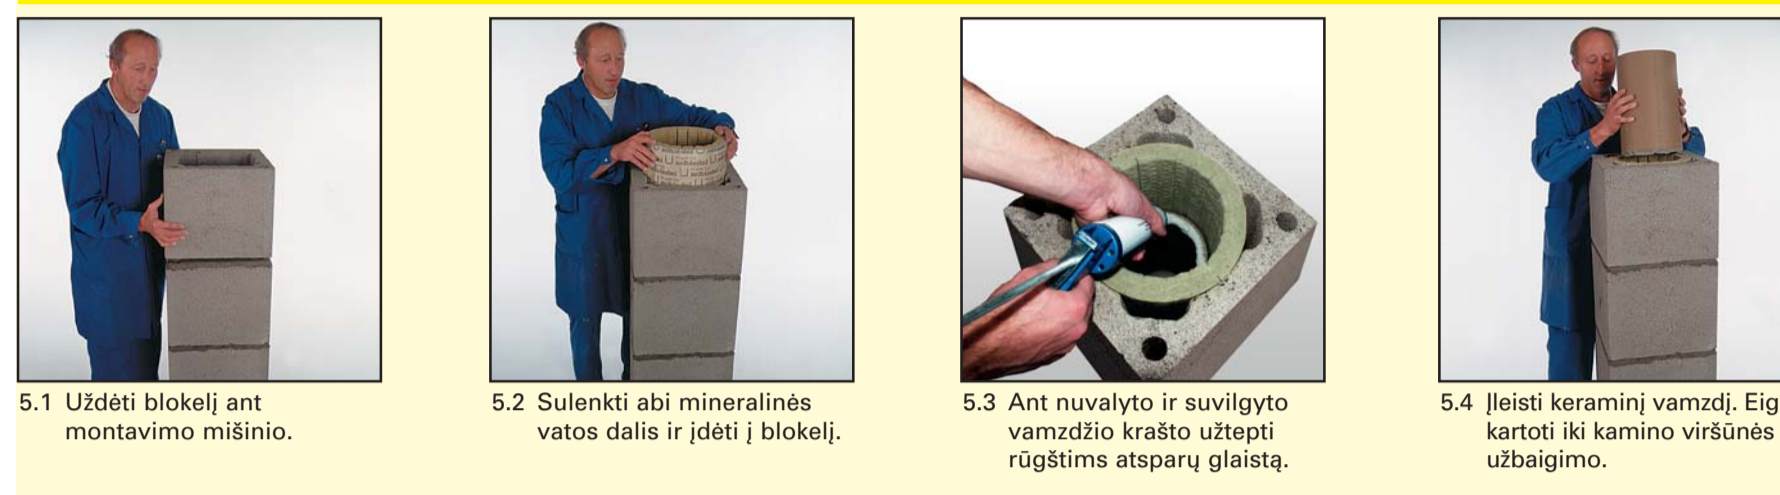 5.1 Uždėti blokelį ant
montavimo mišinio.
5.2 Sulenkti abi mineralinės
vatos dalis ir įdėti į blokelį.
5.3 Ant nuvalyto ir suvilgyto
vamzdžio krašto užtepti
rūgštims atsparų glaistą.
5.4 Įleisti keraminį vamzdį. Eig
kartoti iki kamino viršūnės
užbaigimo.